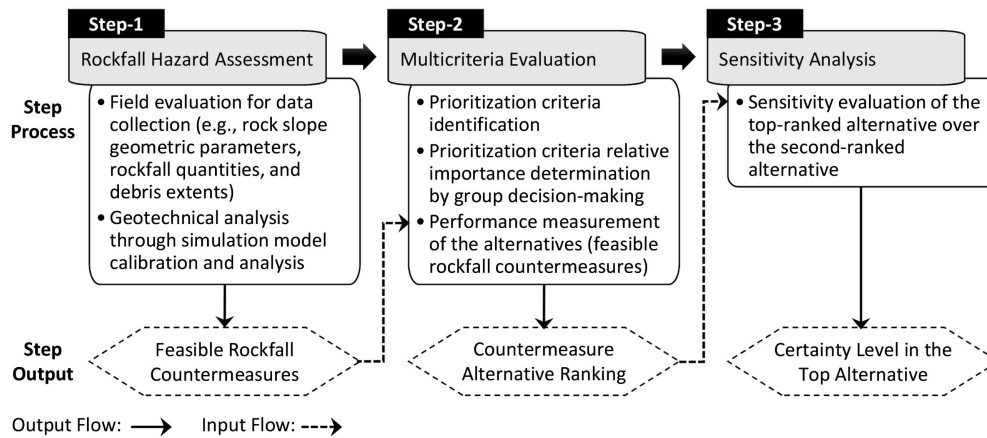 Step-1
Rockfall Hazard Assessment
Step-2
Multicriteria Evaluation
Step-3
Sensitivity Analysis
Step
Process
• Field evaluation for data
collection (e.g., rock slope
geometric parameters,
rockfall quantities, and
debris extents)
• Geotechnical analysis
through simulation model
calibration and analysis
• Prioritization criteria
identification
• Prioritization criteria relative
importance determination
by group decision-making
• Performance measurement
of the alternatives (feasible
rockfall countermeasures)
• Sensitivity evaluation of the
top-ranked alternative over
the second-ranked
alternative
Step
Output
Feasible Rockfall
Countermeasures
Countermeasure
Alternative Ranking
Certainty Level in the
Top Alternative
Output Flow:
Input Flow: